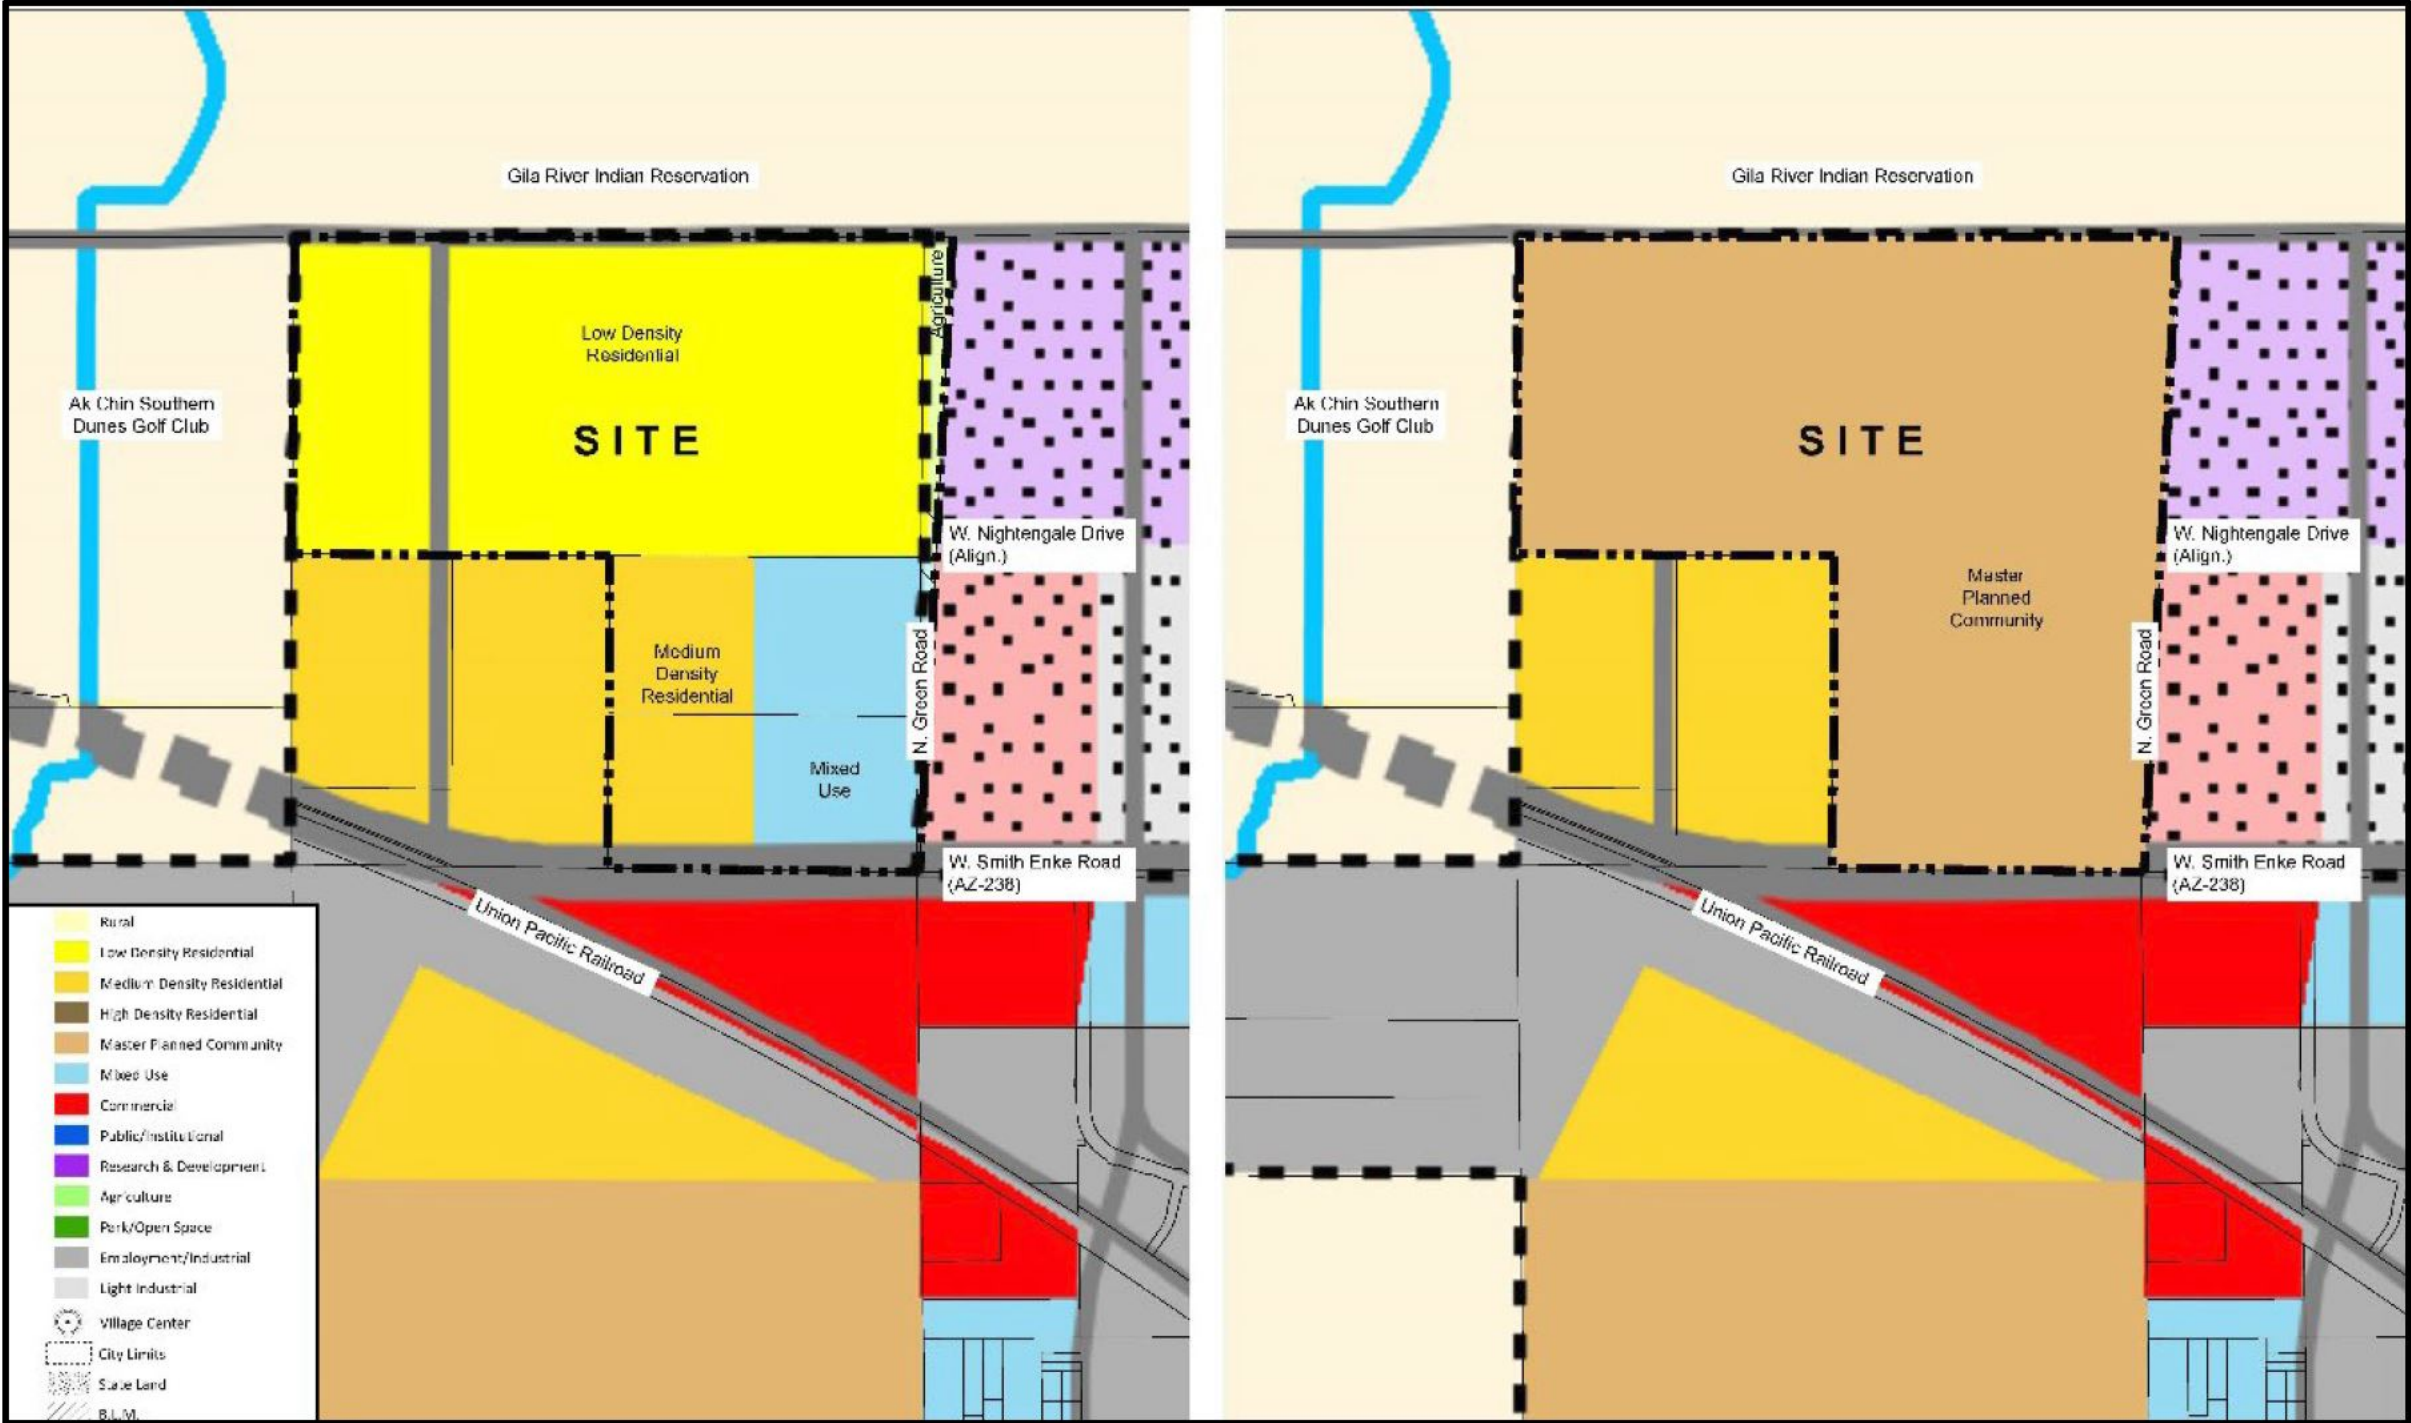 Gila River Indian Reservation
Agriculture
Low Density
Residential
SITE
Ak Chin Southern
Dunes Golf Club
W. Nightengale Drive
(Align.)
Medium
Density
Residential
N. Green Road
Mixed
Use
W. Smith Enke Road
(AZ-238)
Union Pacific Railroad
Rural
Low Density Residential
Medium Density Residential
High Density Residential
Master Planned Community
Mixed Use
Commercial
Public/Institutional
Research & Development
Agriculture
Park/Open Space
Employment/Industrial
Light Industrial
Village Center
City Limits
State Land
B.L.M.
Gila River Indian Reservation
Ak Chin Southern
Dunes Golf Club
SITE
W. Nightengale Drive
(Align.)
Master
Planned
Community
N. Green Road
W. Smith Enke Road
(AZ-238)
Union Pacific Railroad